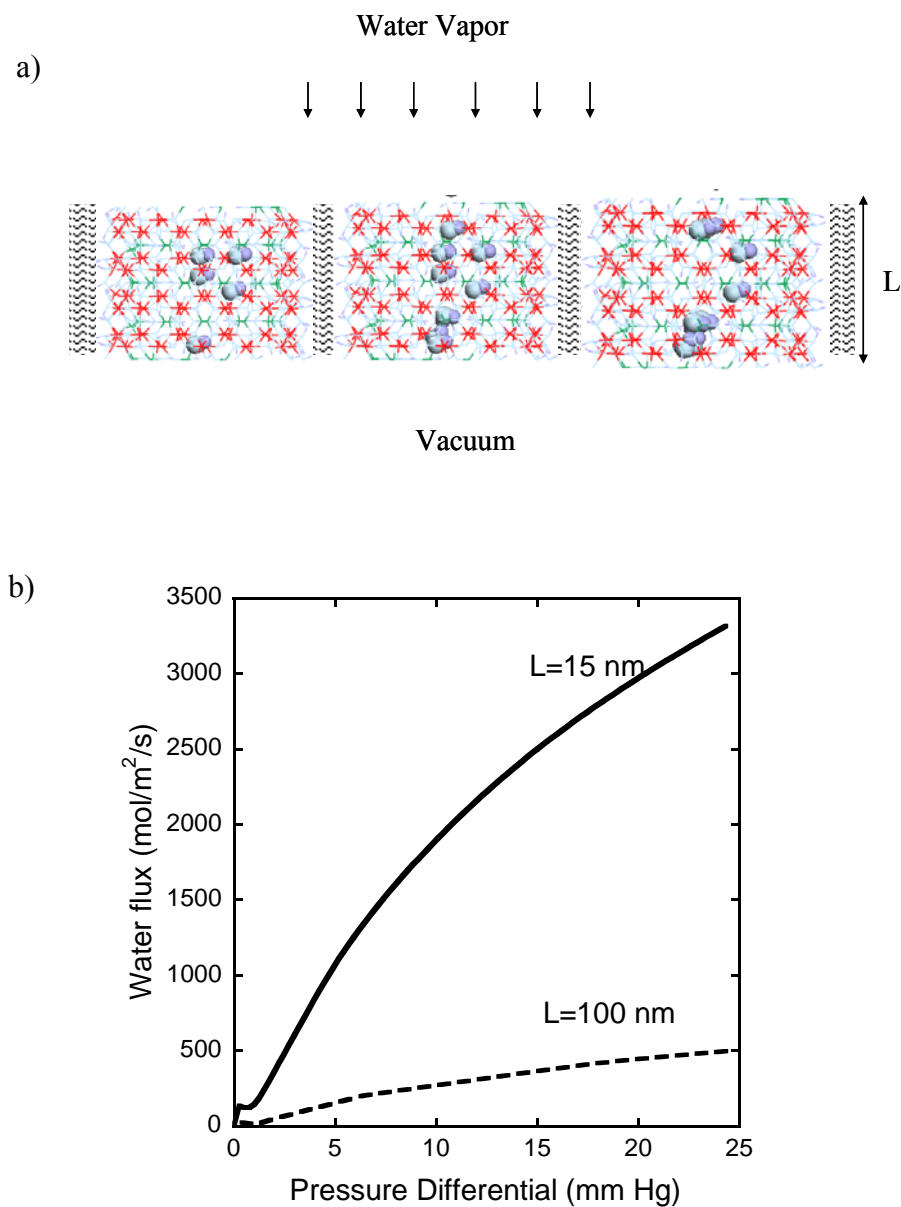 Water Vapor
a)
L
Vacuum
b)
3500
3000
2500
2000
1500
1000
500
0
Water flux (mol/m²/s)
L=15 nm
L=100 nm
0 5 10 15 20 25
Pressure Differential (mm Hg)